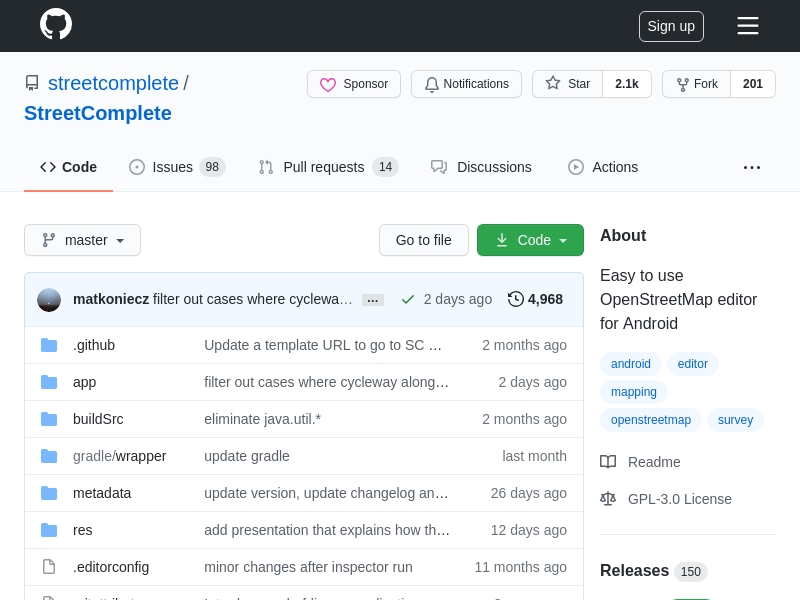 Sign up
streetcomplete /
StreetComplete
Sponsor
Notifications
Star 2.1k
Fork 201
Code
Issues 98
Pull requests 14
Discussions
Actions
...
master
Go to file
Code
matkoniecz filter out cases where cyclewa… ... 2 days ago 4,968
.github Update a template URL to go to SC … 2 months ago
app filter out cases where cycleway along… 2 days ago
buildSrc eliminate java.util.* 2 months ago
gradle/wrapper update gradle last month
metadata update version, update changelog an… 26 days ago
res add presentation that explains how th… 12 days ago
.editorconfig minor changes after inspector run 11 months ago
About
Easy to use
OpenStreetMap editor
for Android
android editor
mapping
openstreetmap survey
Readme
GPL-3.0 License
Releases 150